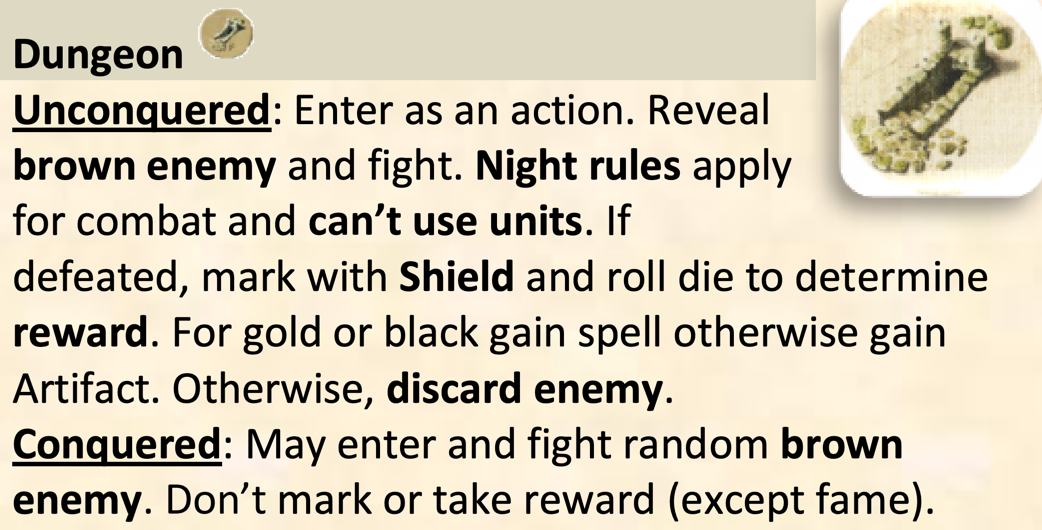 Dungeon
Unconquered: Enter as an action. Reveal
brown enemy and fight. Night rules apply
for combat and can’t use units. If
defeated, mark with Shield and roll die to determine
reward. For gold or black gain spell otherwise gain
Artifact. Otherwise, discard enemy.
Conquered: May enter and fight random brown
enemy. Don’t mark or take reward (except fame).